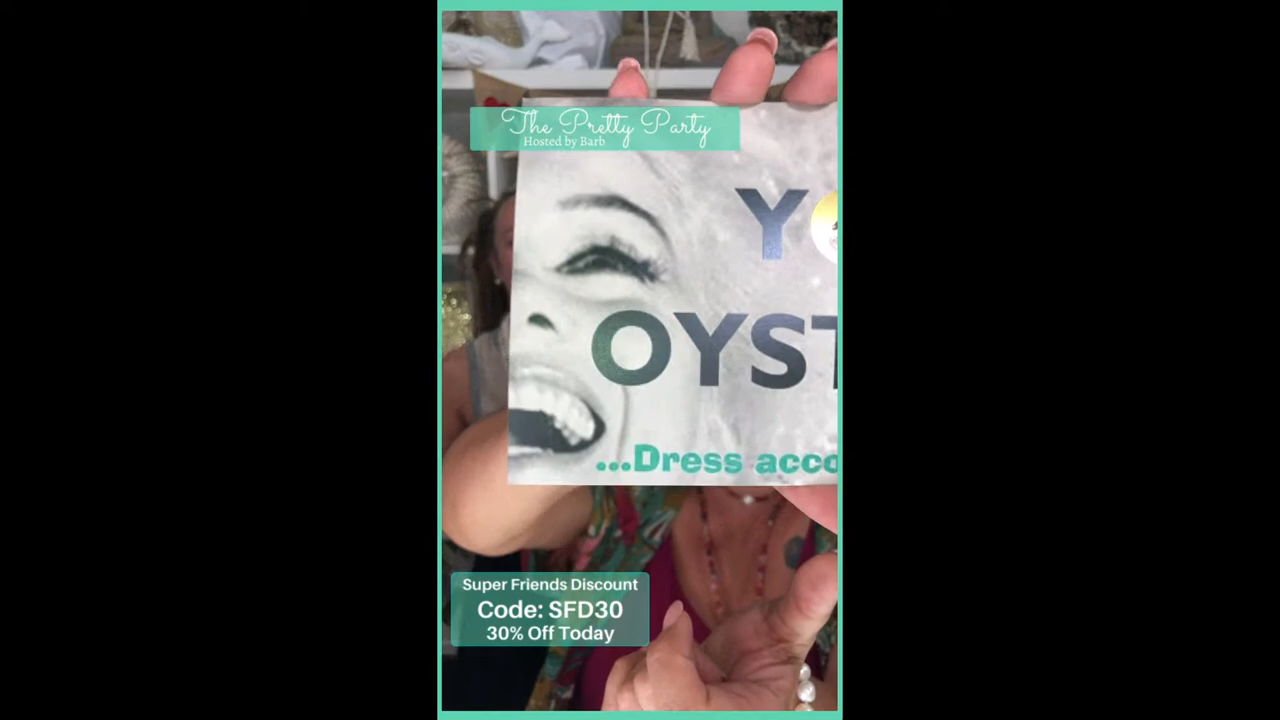 The Pretty Party
Hosted by Barb
Y
OYST
...Dress acco
Super Friends Discount
Code: SFD30
30% Off Today